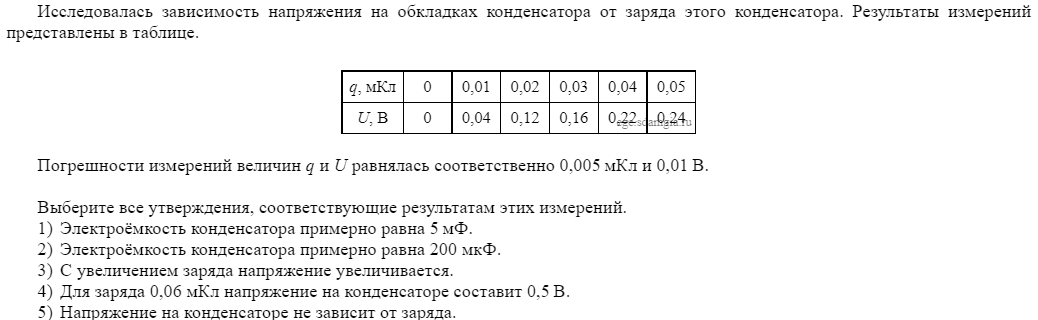 Исследовалась зависимость напряжения на обкладках конденсатора от заряда этого конденсатора. Результаты измерений
представлены в таблице.
q, мКл 0 0,01 0,02 0,03 0,04 0,05
U, В 0 0,04 0,12 0,16 0,22 0,24
ege.sdamgia.ru
Погрешности измерений величин q и U равнялась соответственно 0,005 мКл и 0,01 В.
Выберите все утверждения, соответствующие результатам этих измерений.
1) Электроёмкость конденсатора примерно равна 5 мФ.
2) Электроёмкость конденсатора примерно равна 200 мкФ.
3) С увеличением заряда напряжение увеличивается.
4) Для заряда 0,06 мКл напряжение на конденсаторе составит 0,5 В.
5) Напряжение на конденсаторе не зависит от заряда.